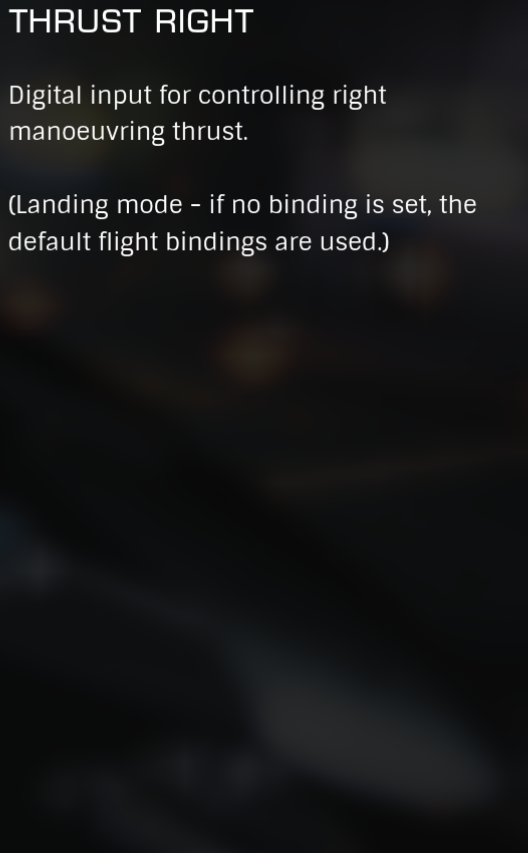 THRUST RIGHT
Digital input for controlling right
manoeuvring thrust.
(Landing mode - if no binding is set, the
default flight bindings are used.)